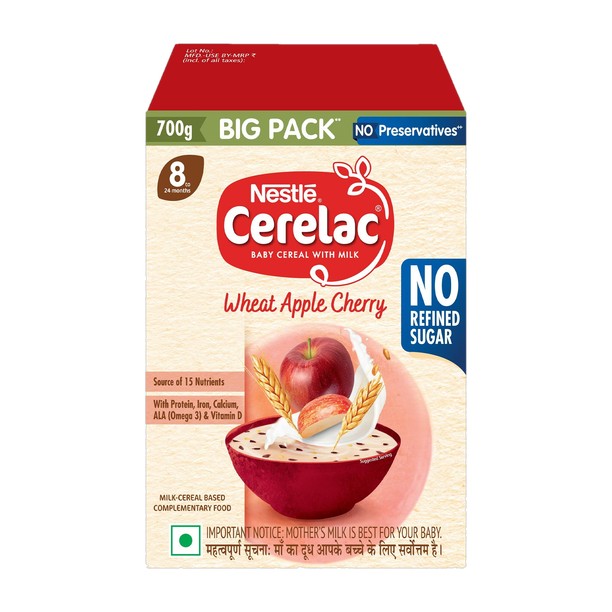 Lot No.:
MFD.-USE BY-MRP ₹
(Incl. of all taxes):
700g BIG PACK** NO Preservatives**
8 to
24 months
Nestlé®
Cerelac®
BABY CEREAL WITH MILK
Wheat Apple Cherry
NO
REFINED
SUGAR
Source of 15 Nutrients
With Protein, Iron, Calcium,
ALA (Omega 3) & Vitamin D
Suggested Serving
MILK-CEREAL BASED
COMPLEMENTARY FOOD
IMPORTANT NOTICE: MOTHER'S MILK IS BEST FOR YOUR BABY.
महत्वपूर्ण सूचना: माँ का दूध आपके बच्चे के लिए सर्वोत्तम है।